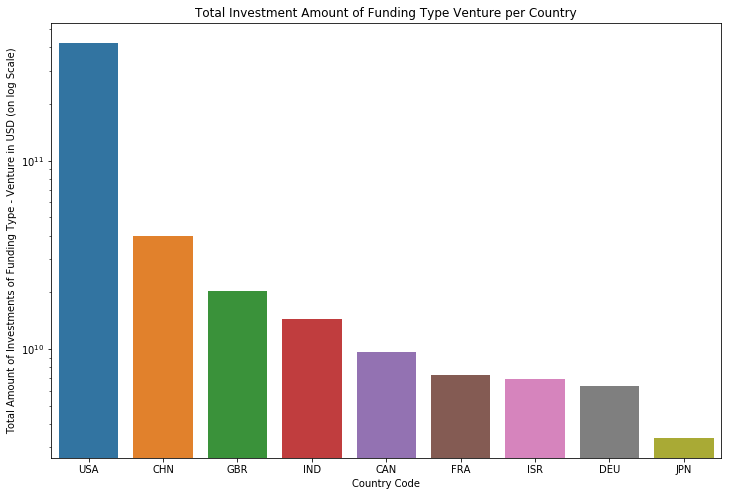 Total Investment Amount of Funding Type Venture per Country
Total Amount of Investments of Funding Type - Venture in USD (on log Scale)
10¹¹
10¹⁰
USA CHN GBR IND CAN FRA ISR DEU JPN
Country Code